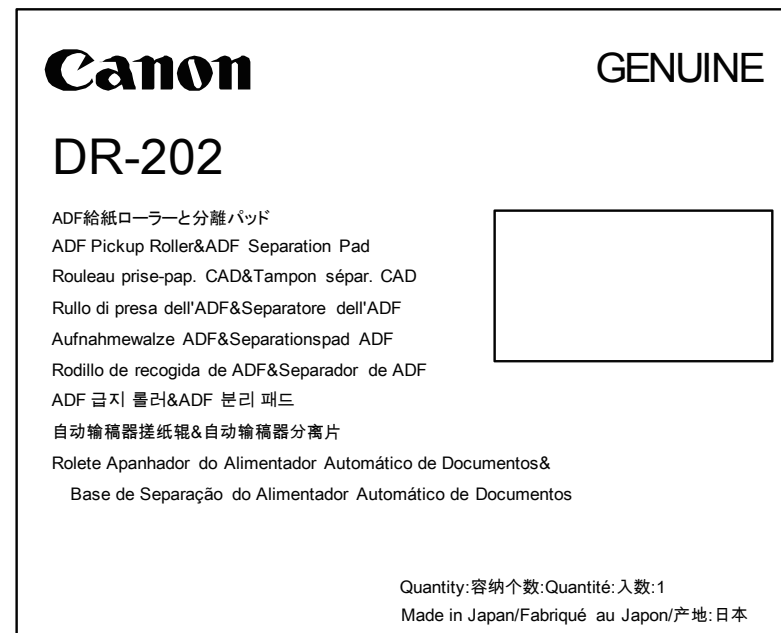 Canon
GENUINE
DR-202
ADF給紙ローラーと分離パッド
ADF Pickup Roller&ADF Separation Pad
Rouleau prise-pap. CAD&Tampon sépar. CAD
Rullo di presa dell'ADF&Separatore dell'ADF
Aufnahmewalze ADF&Separationspad ADF
Rodillo de recogida de ADF&Separador de ADF
ADF 급지 롤러&ADF 분리 패드
自动输稿器搓纸辊&自动输稿器分离片
Rolete Apanhador do Alimentador Automático de Documentos&
Base de Separação do Alimentador Automático de Documentos
Quantity:容纳个数:Quantité:入数:1
Made in Japan/Fabriqué au Japon/产地:日本